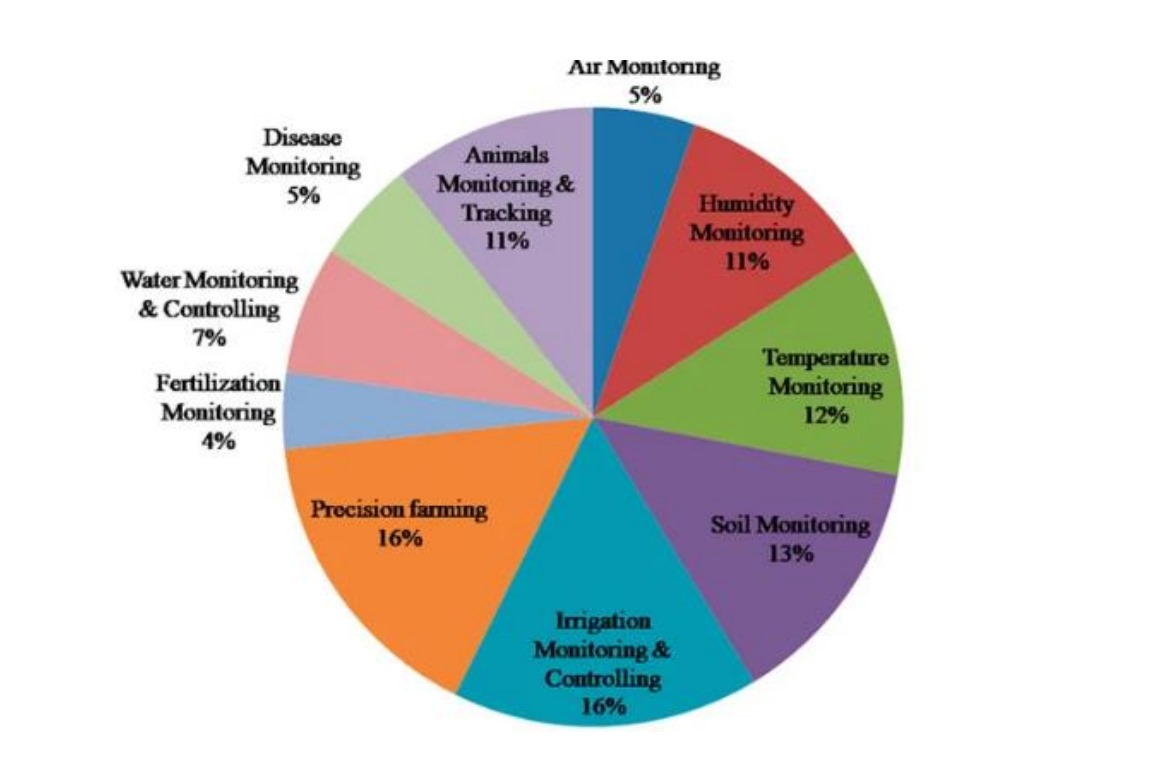 Air Monitoring
5%
Humidity
Monitoring
11%
Temperature
Monitoring
12%
Soil Monitoring
13%
Irrigation
Monitoring &
Controlling
16%
Precision farming
16%
Fertilization
Monitoring
4%
Water Monitoring
& Controlling
7%
Disease
Monitoring
5%
Animals
Monitoring &
Tracking
11%